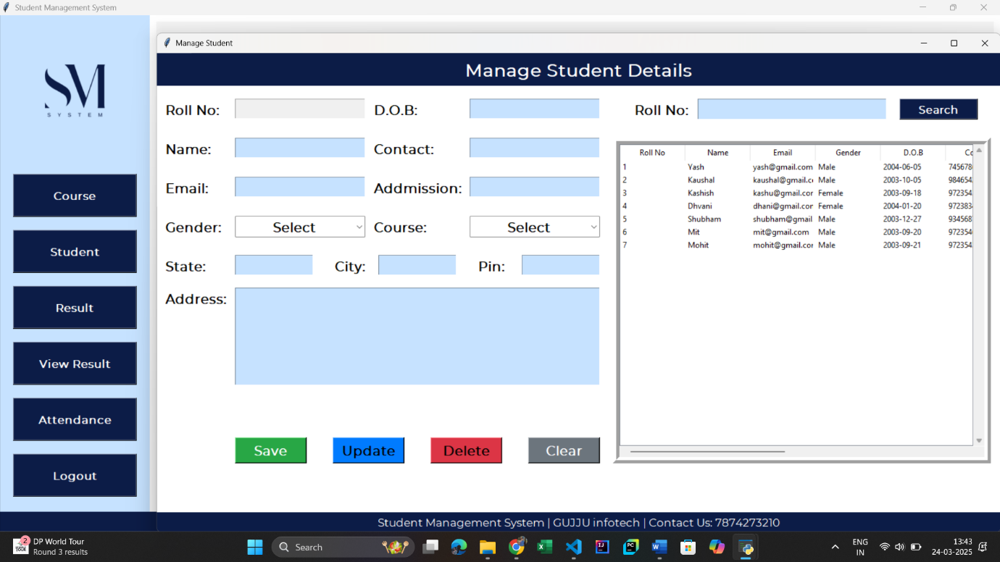 Student Management System
Manage Student
Manage Student Details
SM
SYSTEM
Course
Student
Result
View Result
Attendance
Logout
Roll No: D.O.B:
Name: Contact:
Email: Addmission:
Gender: Select Course: Select
State: City: Pin:
Address:
Save Update Delete Clear
Roll No: Search
Roll No Name Email Gender D.O.B Co
1 Yash yash@gmail.com Male 2004-06-05 745678
2 Kaushal kaushal@gmail.c Male 2003-10-05 984654
3 Kashish kashu@gmail.cor Female 2003-09-18 972354
4 Dhvani dhani@gmail.cor Female 2004-01-20 972383
5 Shubham shubham@gmail Male 2003-12-27 934568
6 Mit mit@gmail.com Male 2003-09-20 972354
7 Mohit mohit@gmail.cor Male 2003-09-21 972354
Student Management System | GUJJU infotech | Contact Us: 7874273210
2 DP World Tour
Round 3 results
Search
ENG
IN
13:43
24-03-2025